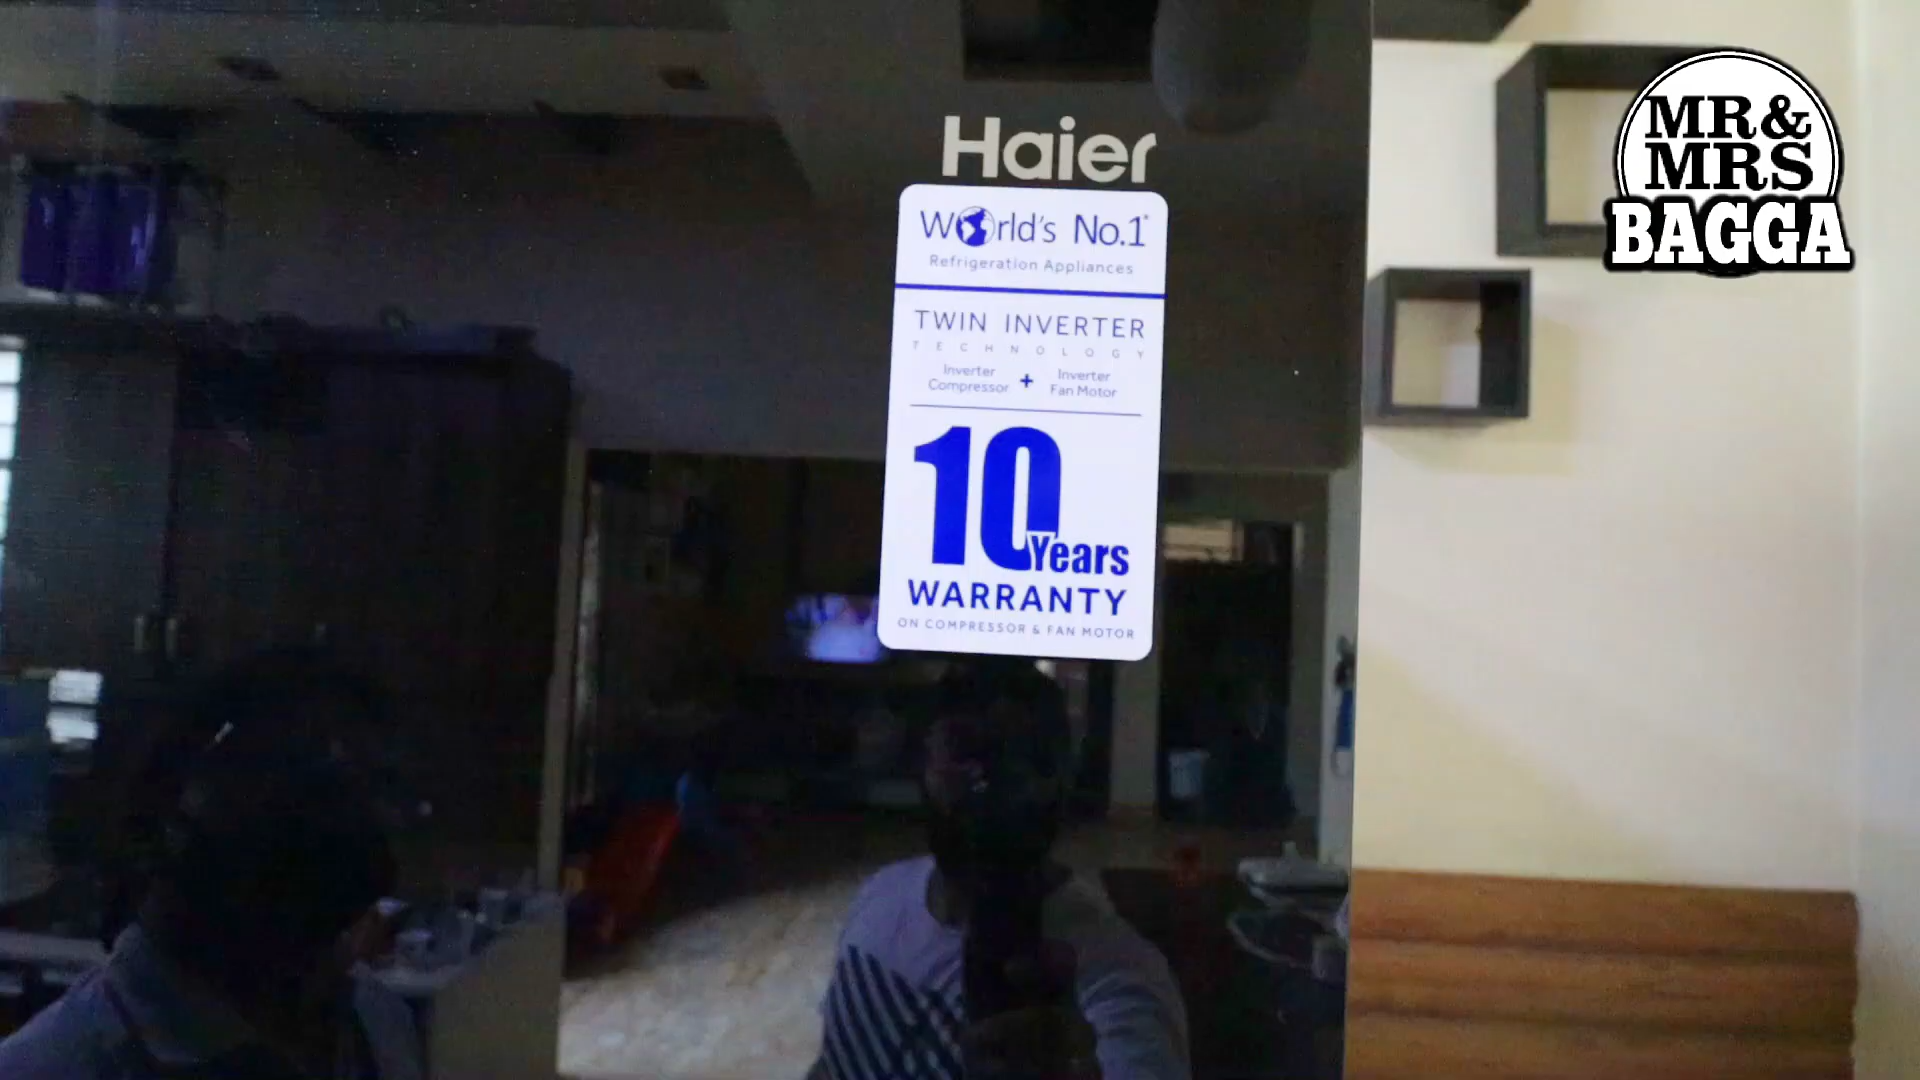 Haier
World's No.1*
Refrigeration Appliances
TWIN INVERTER
TECHNOLOGY
Inverter Compressor + Inverter Fan Motor
10 Years
WARRANTY
ON COMPRESSOR & FAN MOTOR
MR &
MRS
BAGGA